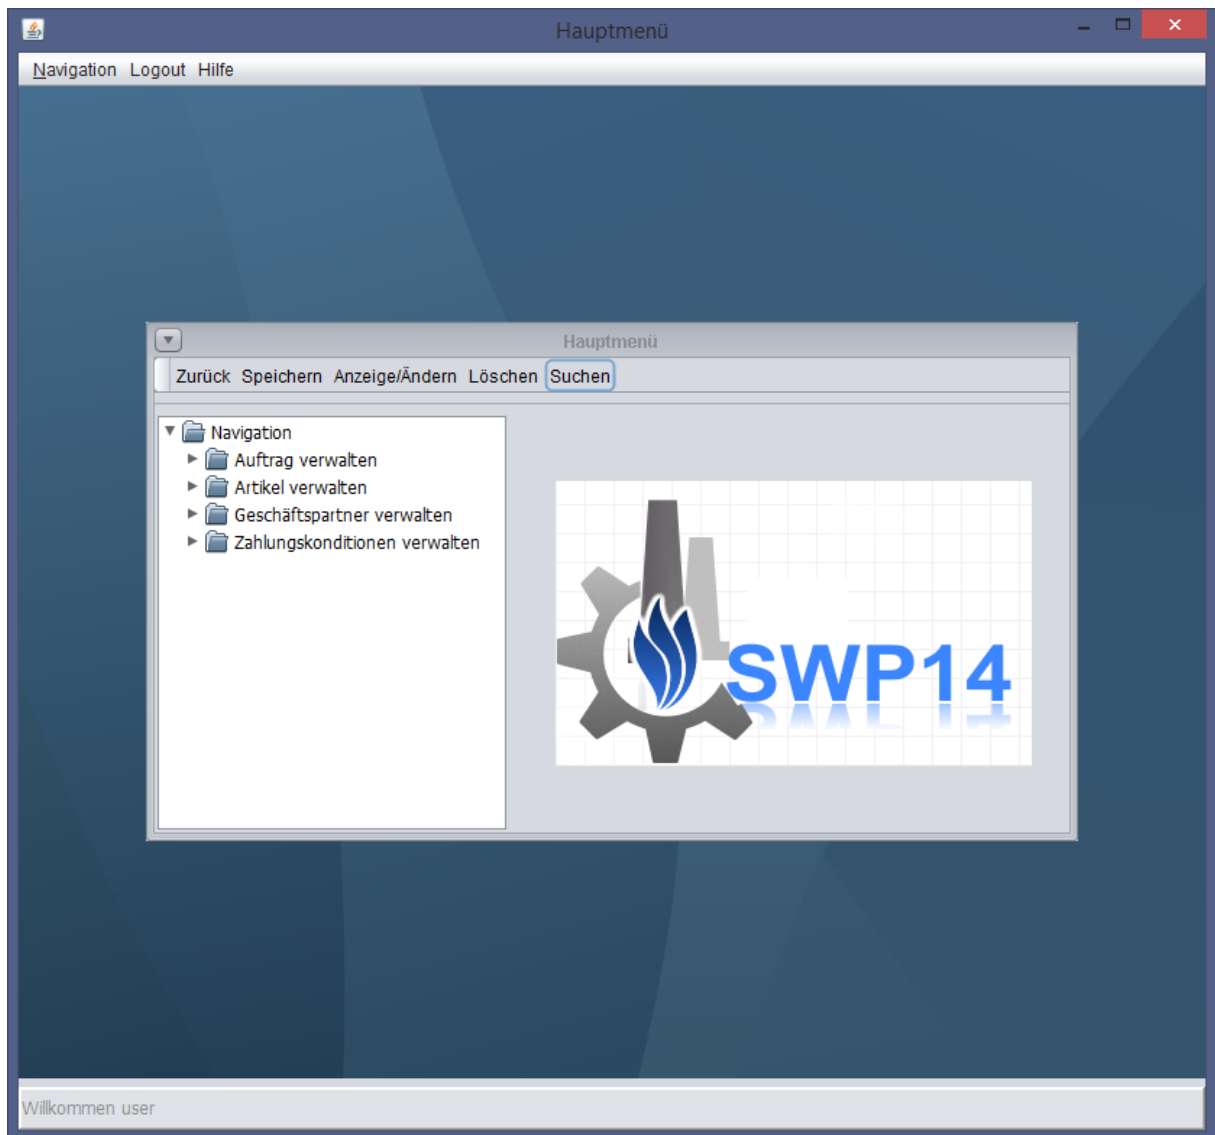 Hauptmenü
Navigation Logout Hilfe
Hauptmenü
Zurück Speichern Anzeige/Ändern Löschen Suchen
Navigation
Auftrag verwalten
Artikel verwalten
Geschäftspartner verwalten
Zahlungskonditionen verwalten
SWP14
Willkommen user